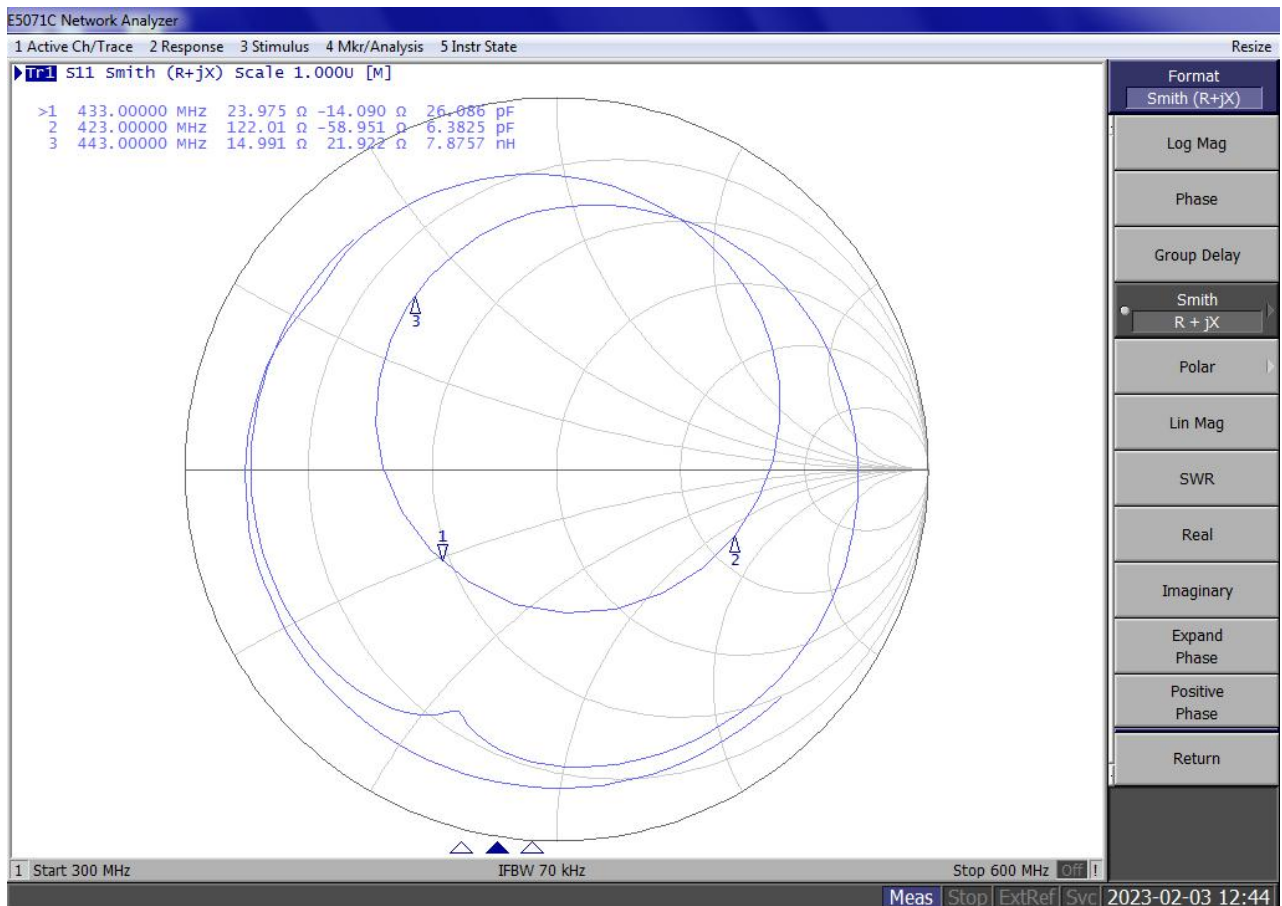 E5071C Network Analyzer
1 Active Ch/Trace 2 Response 3 Stimulus 4 Mkr/Analysis 5 Instr State Resize
Tr1 S11 Smith (R+jX) Scale 1.000U [M]
>1 433.00000 MHz 23.975 Ω -14.090 Ω 26.086 pF
2 423.00000 MHz 122.01 Ω -58.951 Ω 6.3825 pF
3 443.00000 MHz 14.991 Ω 21.922 Ω 7.8757 nH
3
1
2
Format
Smith (R+jX)
Log Mag
Phase
Group Delay
Smith
R + jX
Polar
Lin Mag
SWR
Real
Imaginary
Expand
Phase
Positive
Phase
Return
1 Start 300 MHz IFBW 70 kHz Stop 600 MHz Off !
Meas Stop ExtRef Svc 2023-02-03 12:44